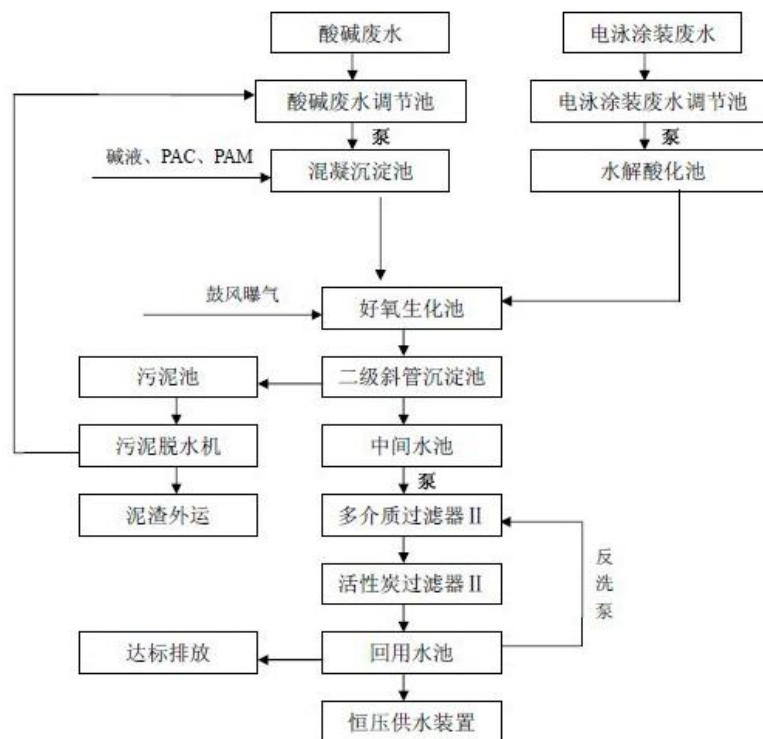 酸碱废水
电泳涂装废水
酸碱废水调节池
电泳涂装废水调节池
泵
泵
碱液、PAC、PAM
混凝沉淀池
水解酸化池
鼓风曝气
好氧生化池
污泥池
二级斜管沉淀池
污泥脱水机
中间水池
泵
泥渣外运
多介质过滤器Ⅱ
反洗泵
活性炭过滤器Ⅱ
达标排放
回用水池
恒压供水装置